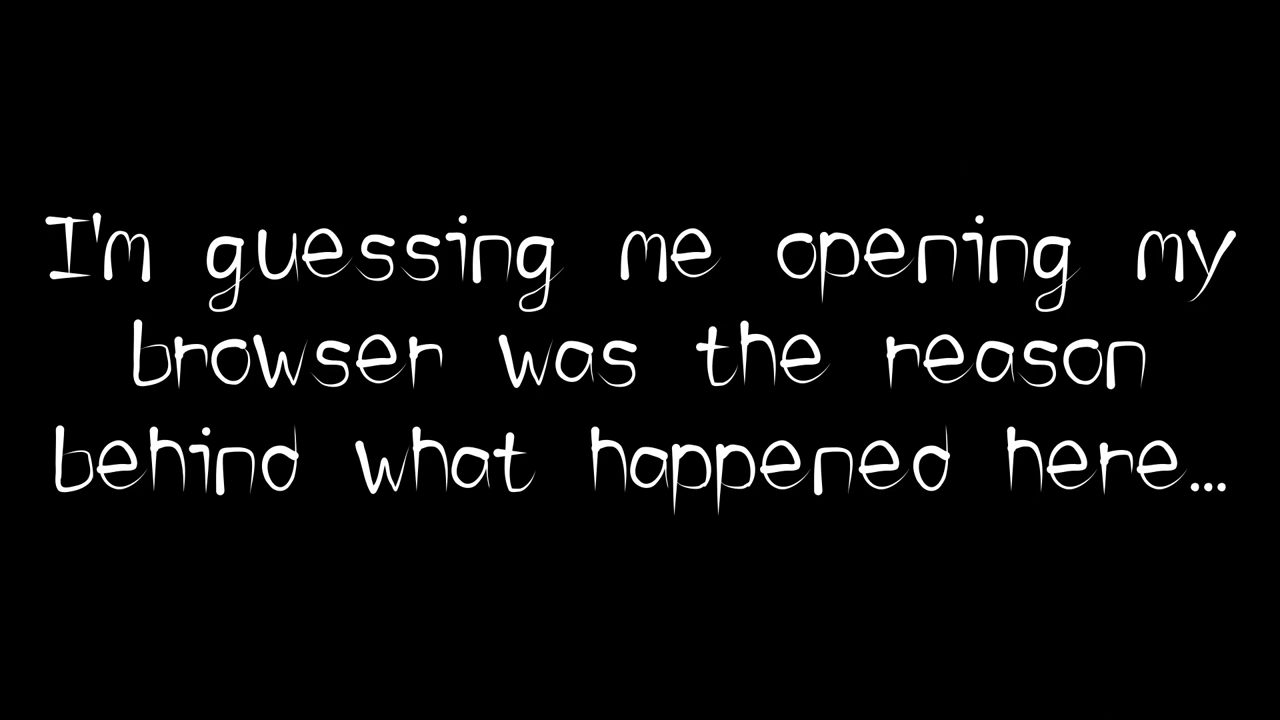 I'm guessing me opening my
browser was the reason
behind what happened here...